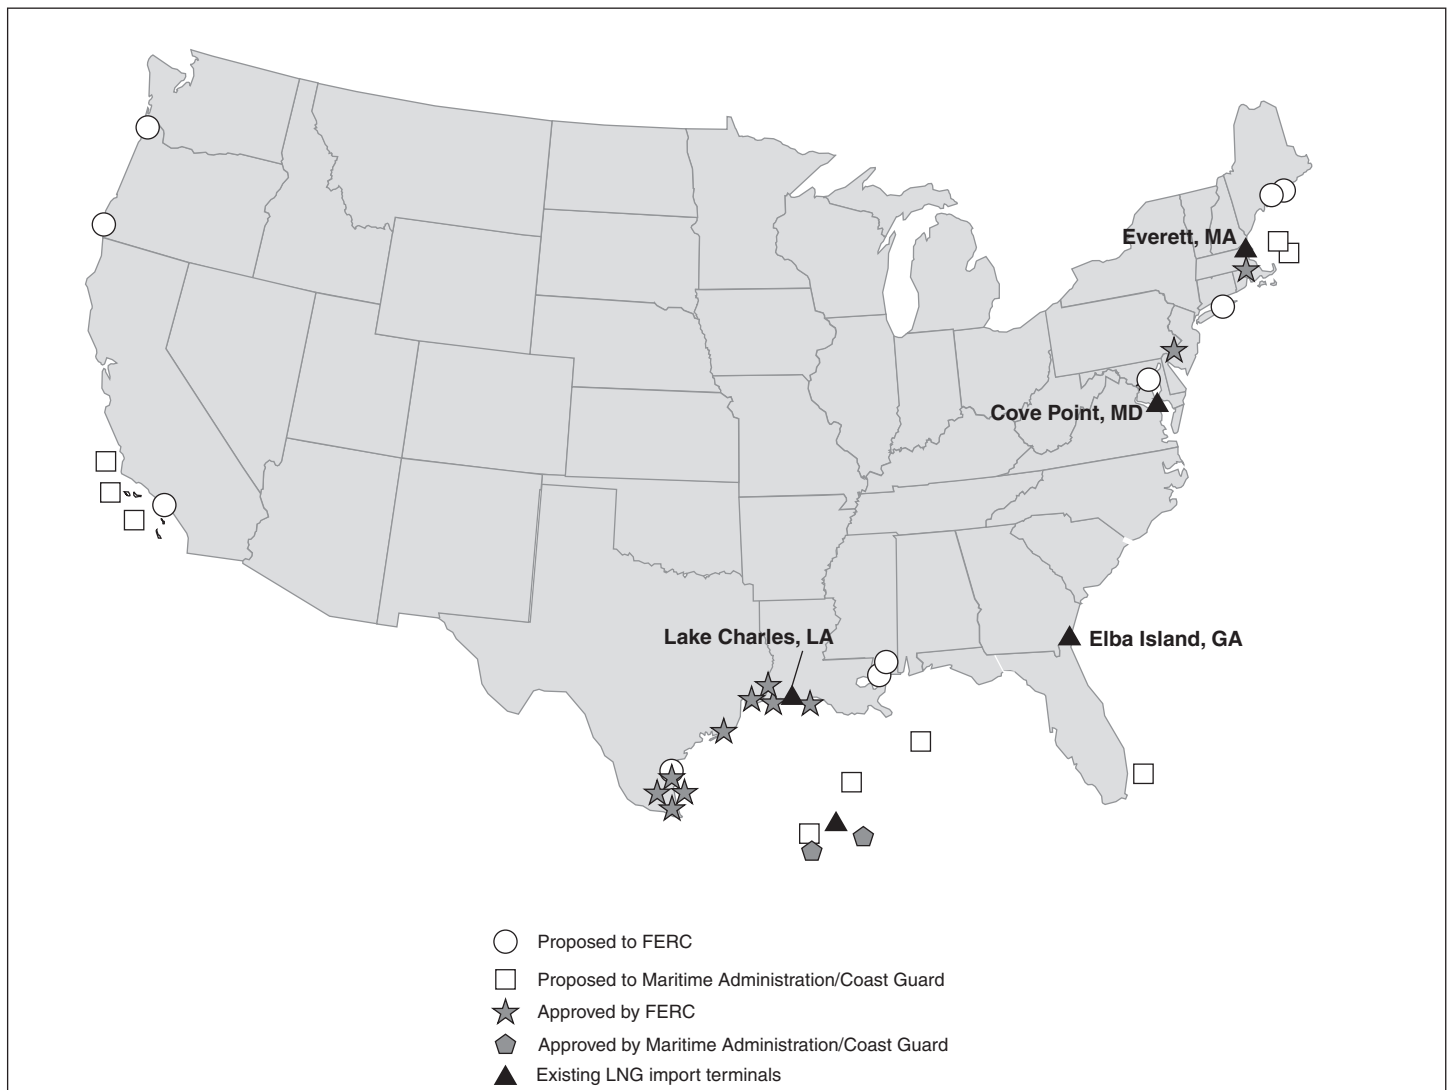 Everett, MA
Cove Point, MD
Lake Charles, LA
Elba Island, GA
Proposed to FERC
Proposed to Maritime Administration/Coast Guard
Approved by FERC
Approved by Maritime Administration/Coast Guard
Existing LNG import terminals